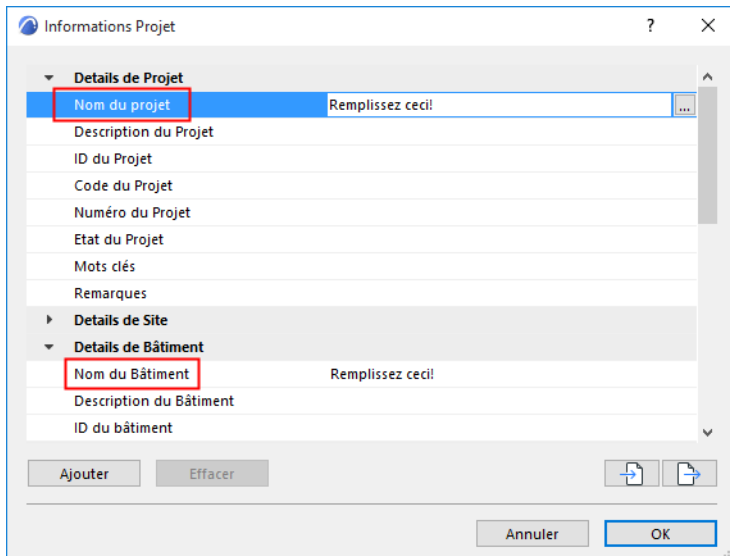 Informations Projet
Details de Projet
Nom du projet Remplissez ceci! ...
Description du Projet
ID du Projet
Code du Projet
Numéro du Projet
Etat du Projet
Mots clés
Remarques
Details de Site
Details de Bâtiment
Nom du Bâtiment Remplissez ceci!
Description du Bâtiment
ID du bâtiment
Ajouter Effacer
Annuler OK